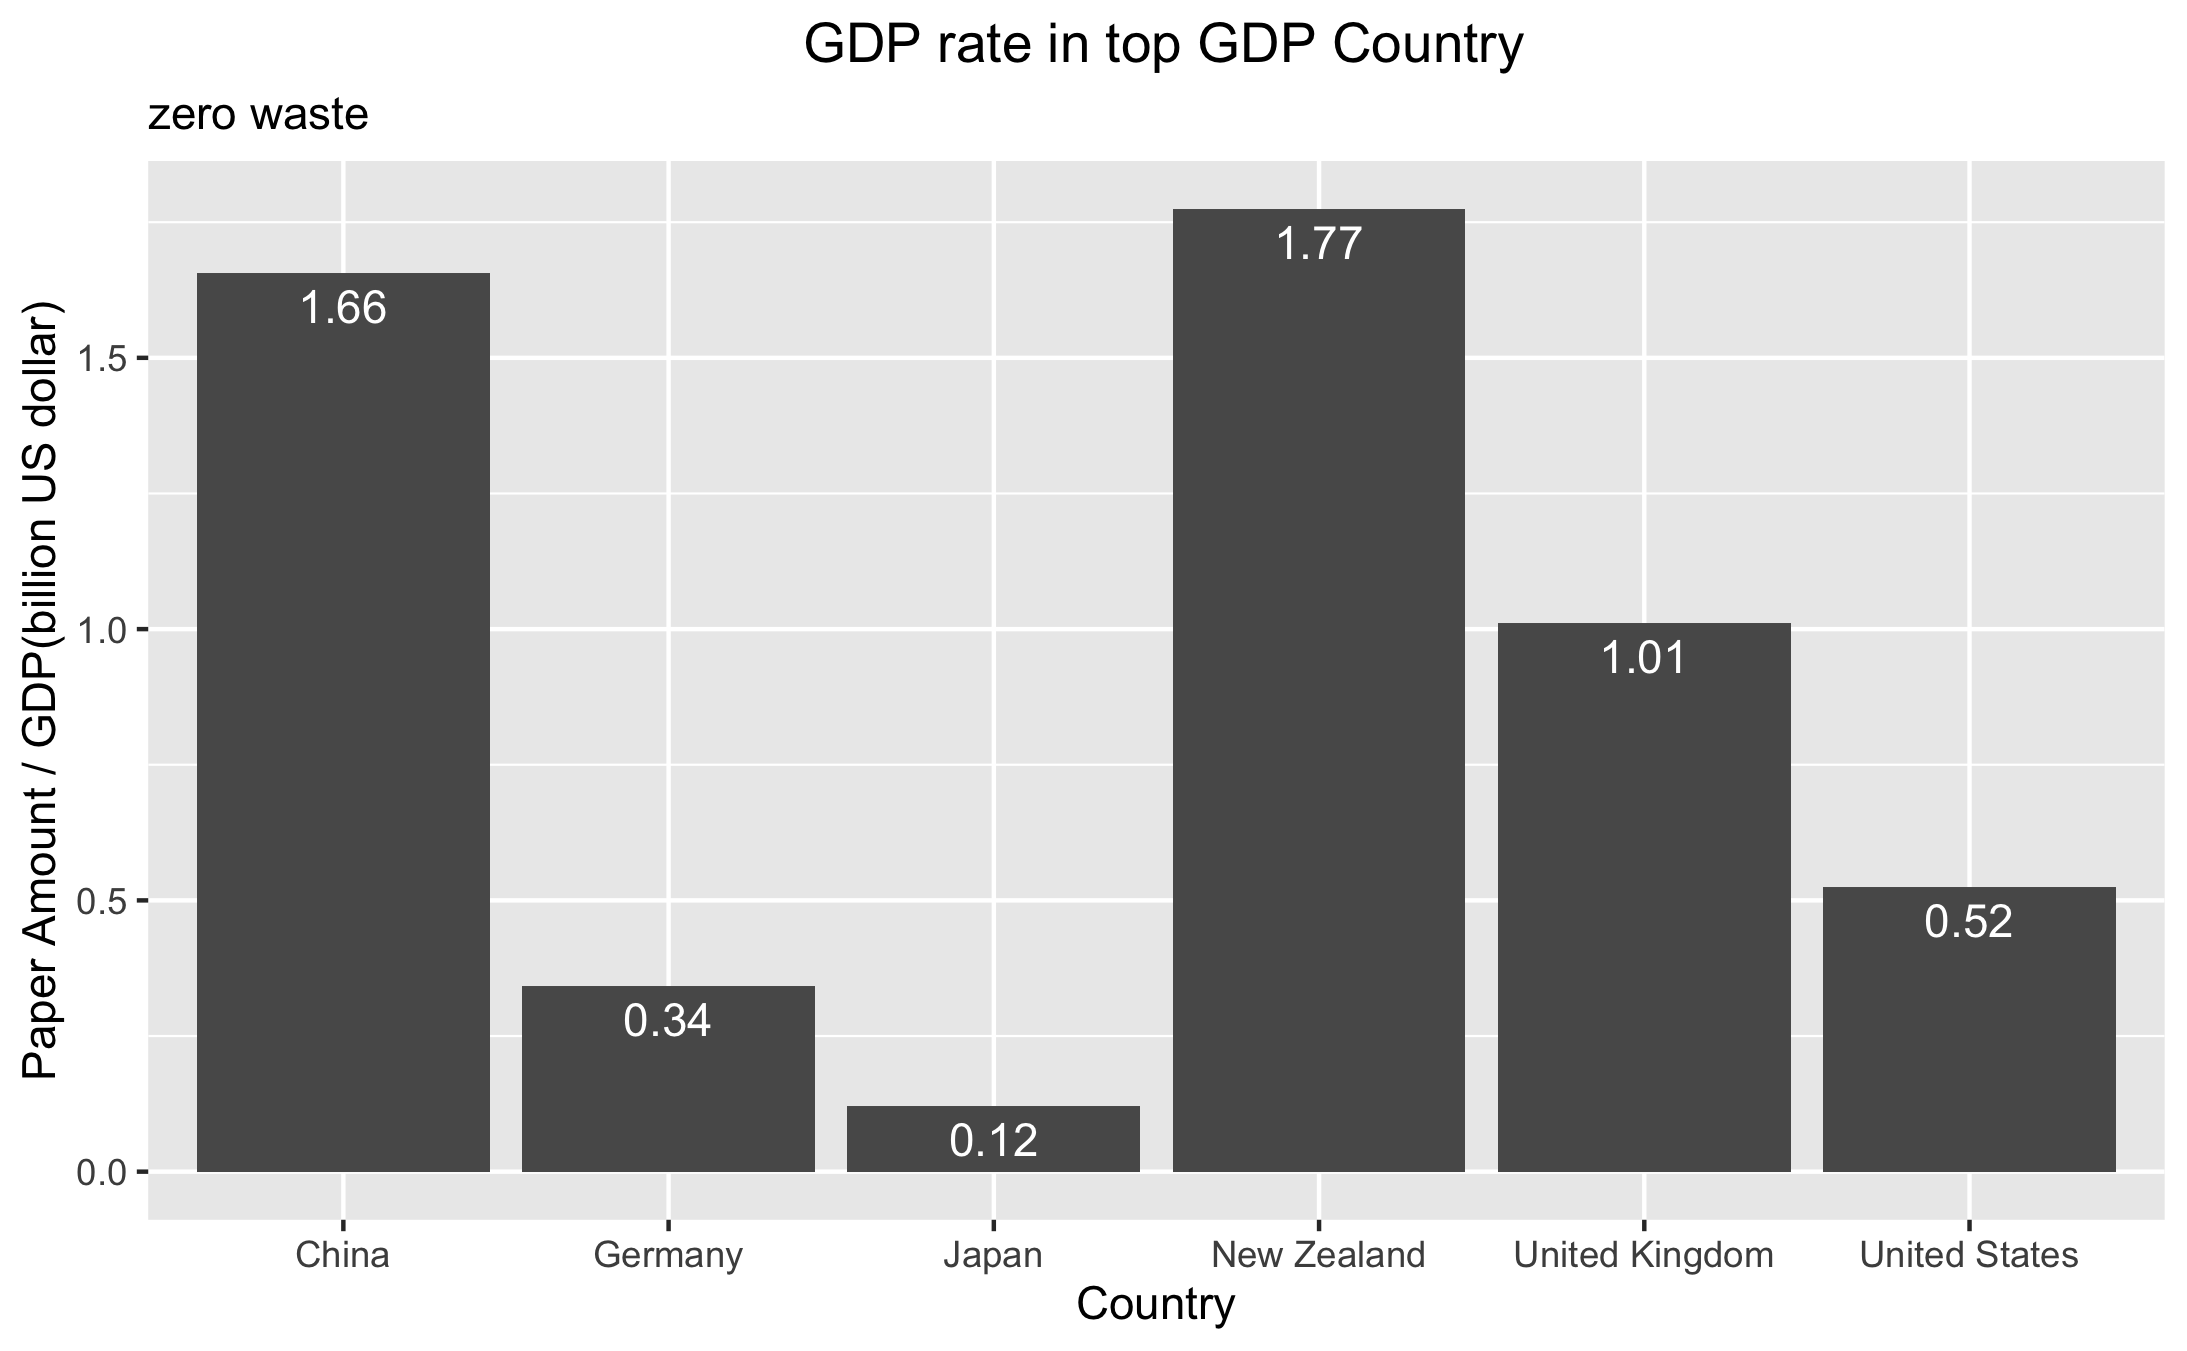 GDP rate in top GDP Country
zero waste
Paper Amount / GDP(billion US dollar)
1.5
1.0
0.5
0.0
1.66
0.34
0.12
1.77
1.01
0.52
China
Germany
Japan
New Zealand
United Kingdom
United States
Country